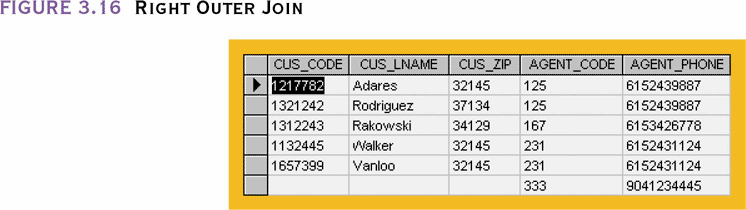 FIGURE 3.16 RIGHT OUTER JOIN
CUS_CODE CUS_LNAME CUS_ZIP AGENT_CODE AGENT_PHONE
1217782 Adares 32145 125 6152439887
1321242 Rodriguez 37134 125 6152439887
1312243 Rakowski 34129 167 6153426778
1132445 Walker 32145 231 6152431124
1657399 Vanloo 32145 231 6152431124
333 9041234445